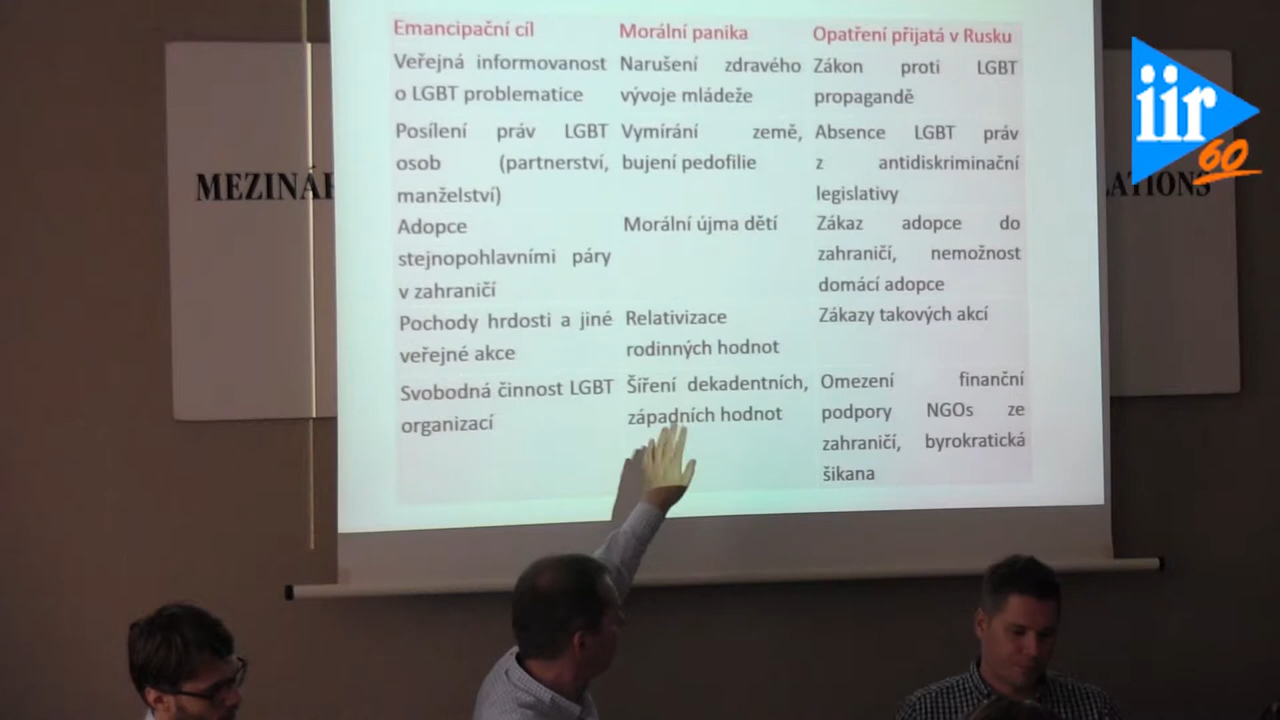 Emancipační cíl
Morální panika
Opatření přijatá v Rusku
Veřejná informovanost
o LGBT problematice
Narušení zdravého
vývoje mládeže
Zákon proti LGBT
propagandě
Posílení práv LGBT
osob (partnerství,
manželství)
Vymírání země,
bujení pedofilie
Absence LGBT práv
z antidiskriminační
legislativy
Adopce
stejnopohlavními páry
v zahraničí
Morální újma dětí
Zákaz adopce do
zahraničí, nemožnost
domácí adopce
Pochody hrdosti a jiné
veřejné akce
Relativizace
rodinných hodnot
Zákazy takových akcí
Svobodná činnost LGBT
organizací
Šíření dekadentních,
západních hodnot
Omezení finanční
podpory NGOs ze
zahraničí, byrokratická
šikana
MEZINÁR
ATIONS
iir
60